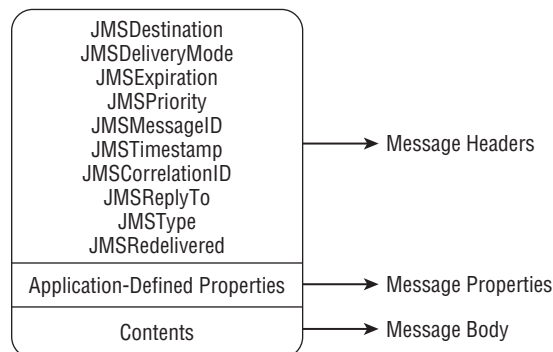 JMSDestination
JMSDeliveryMode
JMSExpiration
JMSPriority
JMSMessageID
JMSTimestamp
JMSCorrelationID
JMSReplyTo
JMSType
JMSRedelivered
Message Headers
Application-Defined Properties
Message Properties
Contents
Message Body